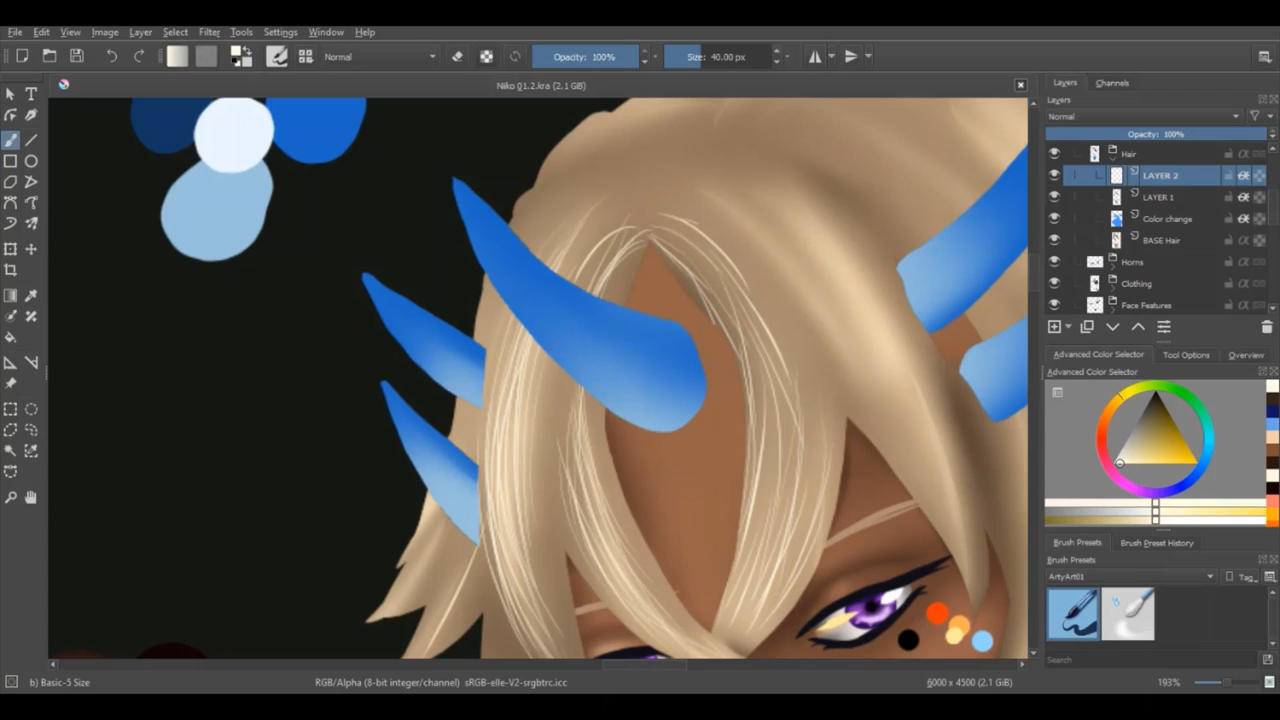 File Edit View Image Layer Select Filter Tools Settings Window Help
Normal Opacity: 100% Size: 40.00 px
Niko 01.2.kra (2.1 GiB)
Layers Channels
Layers
Normal
Opacity: 100%
Hair
LAYER 2
LAYER 1
Color change
BASE Hair
Horns
Clothing
Face Features
Advanced Color Selector Tool Options Overview
Advanced Color Selector
Brush Presets Brush Preset History
Brush Presets
ArtyArt01 Tag
Search
b) Basic-5 Size RGB/Alpha (8-bit integer/channel) sRGB-elle-V2-srgbtrc.icc 6000 x 4500 (2.1 GiB) 193%